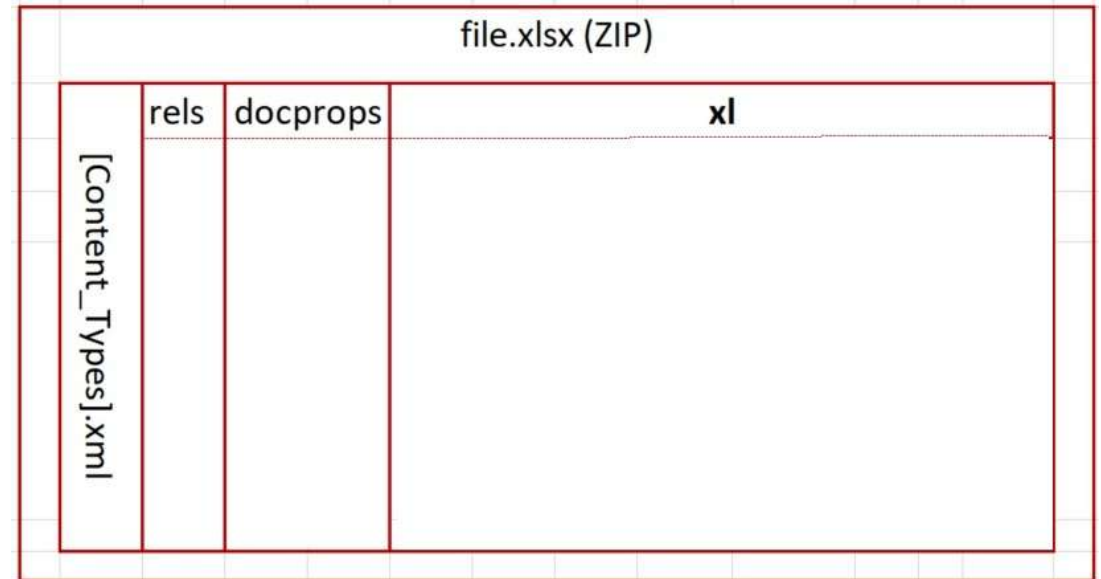 file.xlsx (ZIP)
[Content_Types].xml
rels
docprops
xl